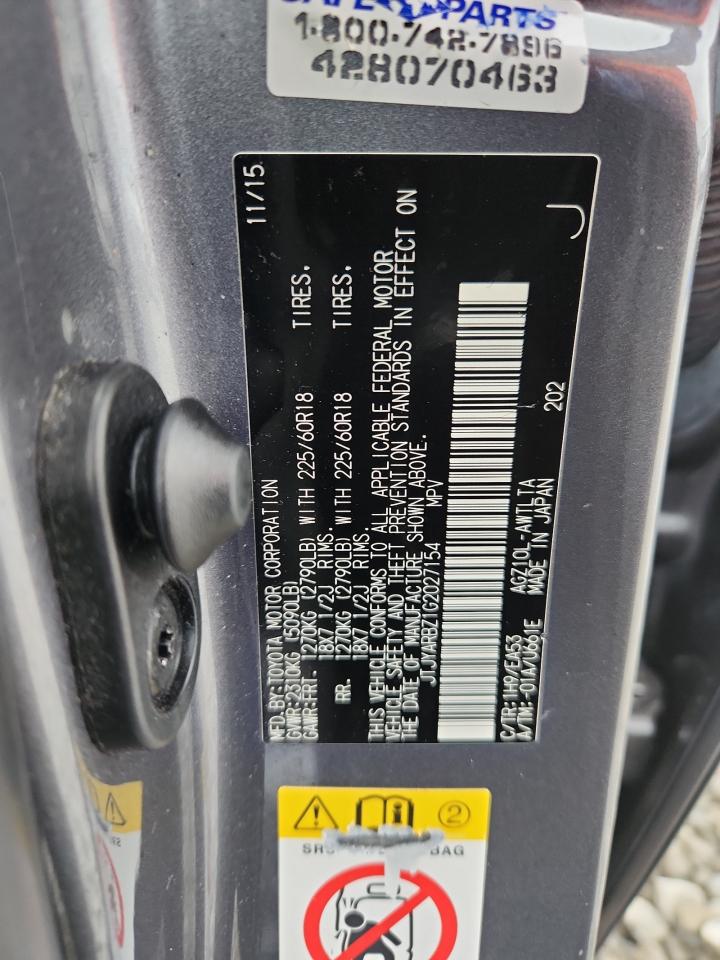 PARTS
1-800-742-7896
428070463
MFD.BY:TOYOTA MOTOR CORPORATION 11/15
GVWR:2310KG (5090LB)
GAWR:FRT. 1270KG (2790LB) WITH 225/60R18 TIRES.
18X7 1/2J RIMS.
RR. 1270KG (2790LB) WITH 225/60R18 TIRES.
18X7 1/2J RIMS.
THIS VEHICLE CONFORMS TO ALL APPLICABLE FEDERAL MOTOR
VEHICLE SAFETY AND THEFT PREVENTION STANDARDS IN EFFECT ON
THE DATE OF MANUFACTURE SHOWN ABOVE.
JTJYARBZ1G2027154 MPV
C/TR:1H9/EA53 AGZ10L-AWTLTA
A/TM:-01A/U661E MADE IN JAPAN 202
J
2
BAG